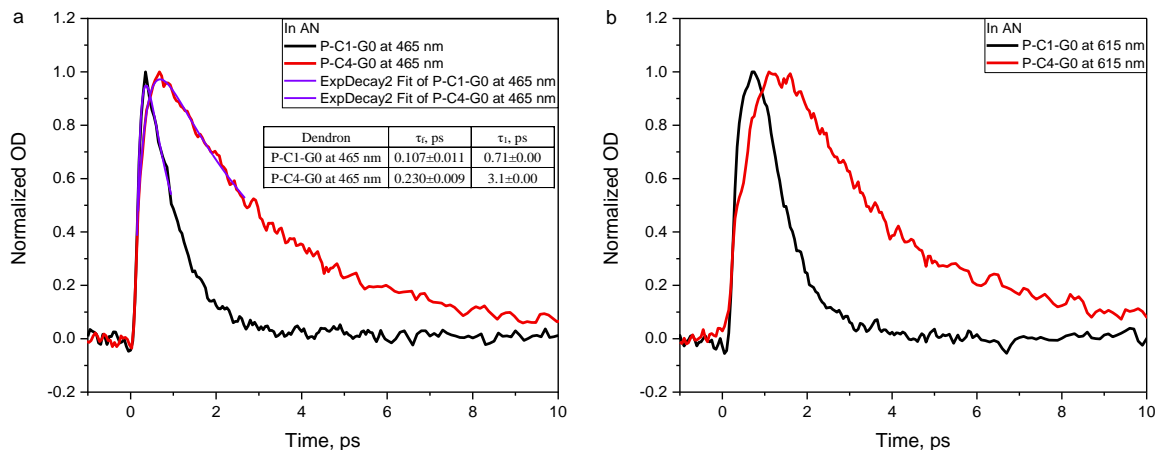 a
1.2
1.0
0.8
0.6
0.4
0.2
0.0
-0.2
Normalized OD
0
2
4
6
8
10
Time, ps
In AN
P-C1-G0 at 465 nm
P-C4-G0 at 465 nm
ExpDecay2 Fit of P-C1-G0 at 465 nm
ExpDecay2 Fit of P-C4-G0 at 465 nm
Dendron τr, ps τ1, ps
P-C1-G0 at 465 nm 0.107±0.011 0.71±0.00
P-C4-G0 at 465 nm 0.230±0.009 3.1±0.00
b
1.2
1.0
0.8
0.6
0.4
0.2
0.0
-0.2
Normalized OD
0
2
4
6
8
10
Time, ps
In AN
P-C1-G0 at 615 nm
P-C4-G0 at 615 nm